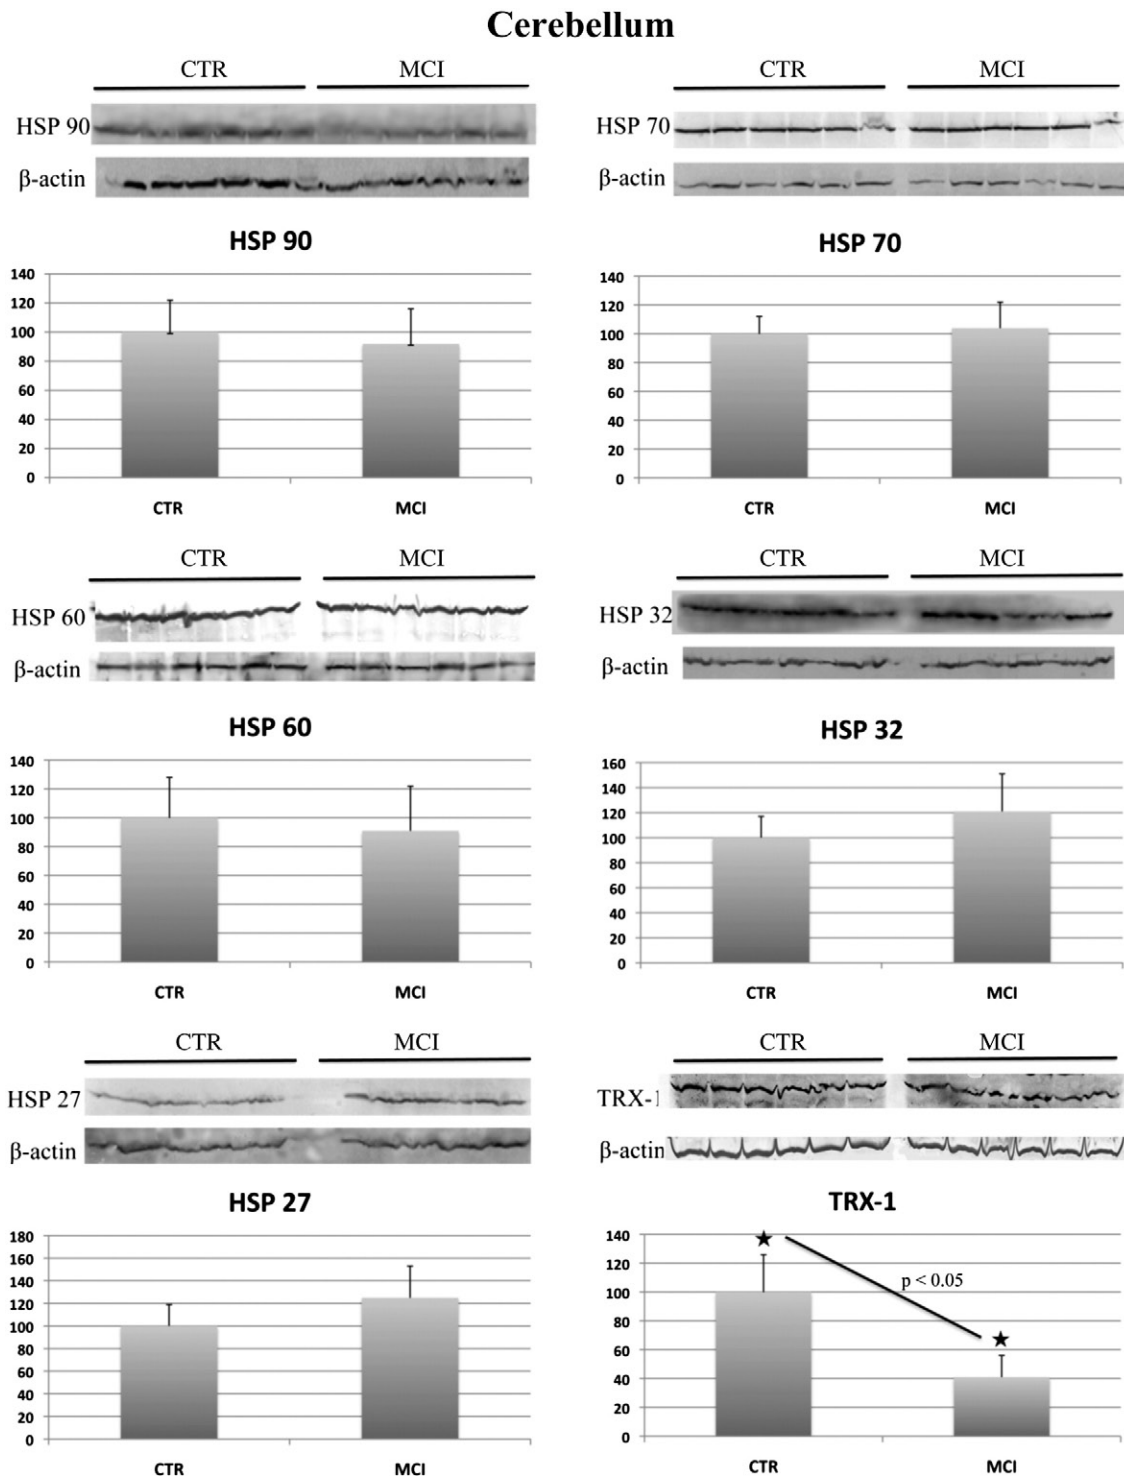 Cerebellum
CTR MCI
HSP 90
β-actin
HSP 90
140
120
100
80
60
40
20
0
CTR MCI
CTR MCI
HSP 70
β-actin
HSP 70
140
120
100
80
60
40
20
0
CTR MCI
CTR MCI
HSP 60
β-actin
HSP 60
140
120
100
80
60
40
20
0
CTR MCI
CTR MCI
HSP 32
β-actin
HSP 32
160
140
120
100
80
60
40
20
0
CTR MCI
CTR MCI
HSP 27
β-actin
HSP 27
180
160
140
120
100
80
60
40
20
0
CTR MCI
CTR MCI
TRX-1
β-actin
TRX-1
140
120
100
80
60
40
20
0
p < 0.05
CTR MCI